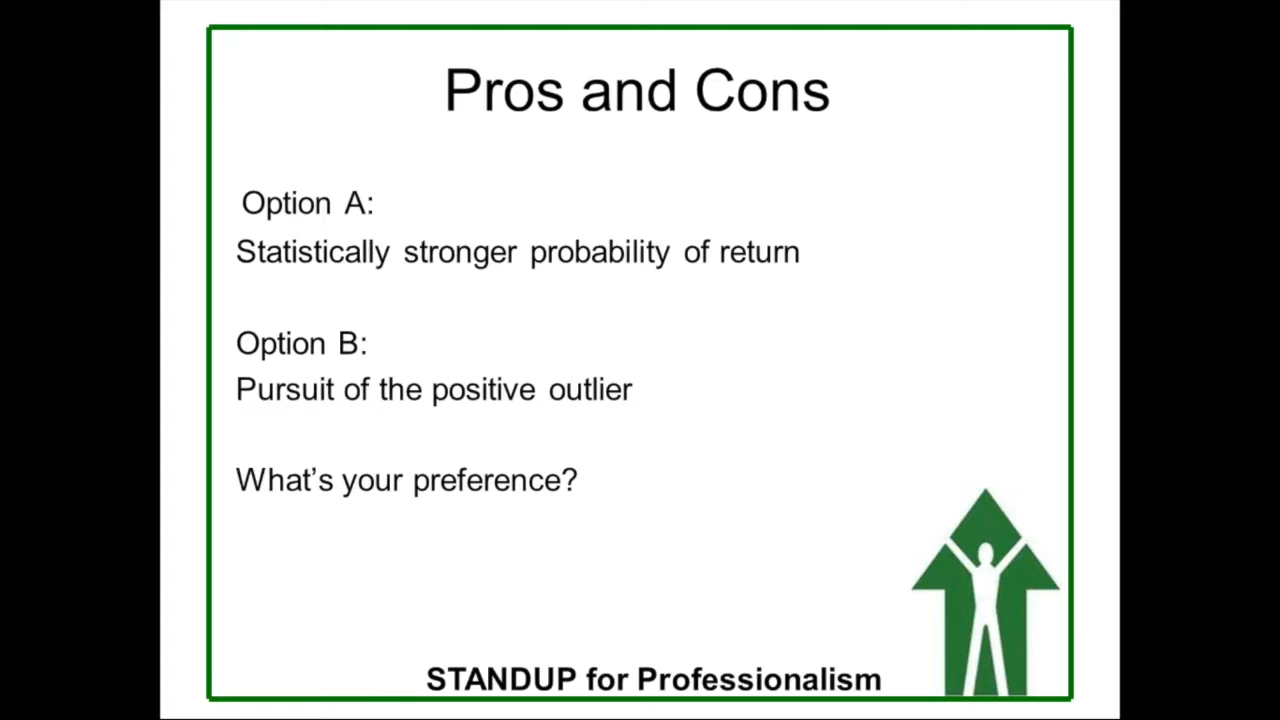 Pros and Cons
Option A:
Statistically stronger probability of return
Option B:
Pursuit of the positive outlier
What’s your preference?
STANDUP for Professionalism